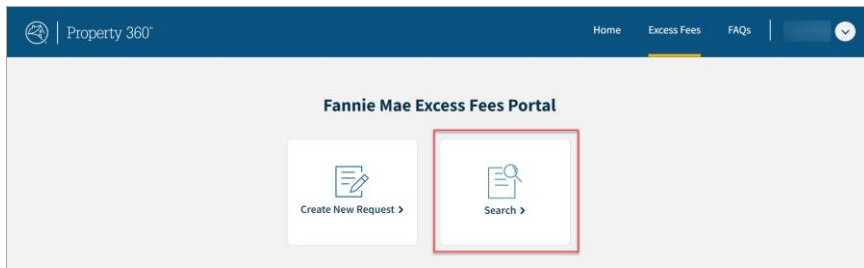 Property 360™
Home Excess Fees FAQs
Fannie Mae Excess Fees Portal
Create New Request >
Search >